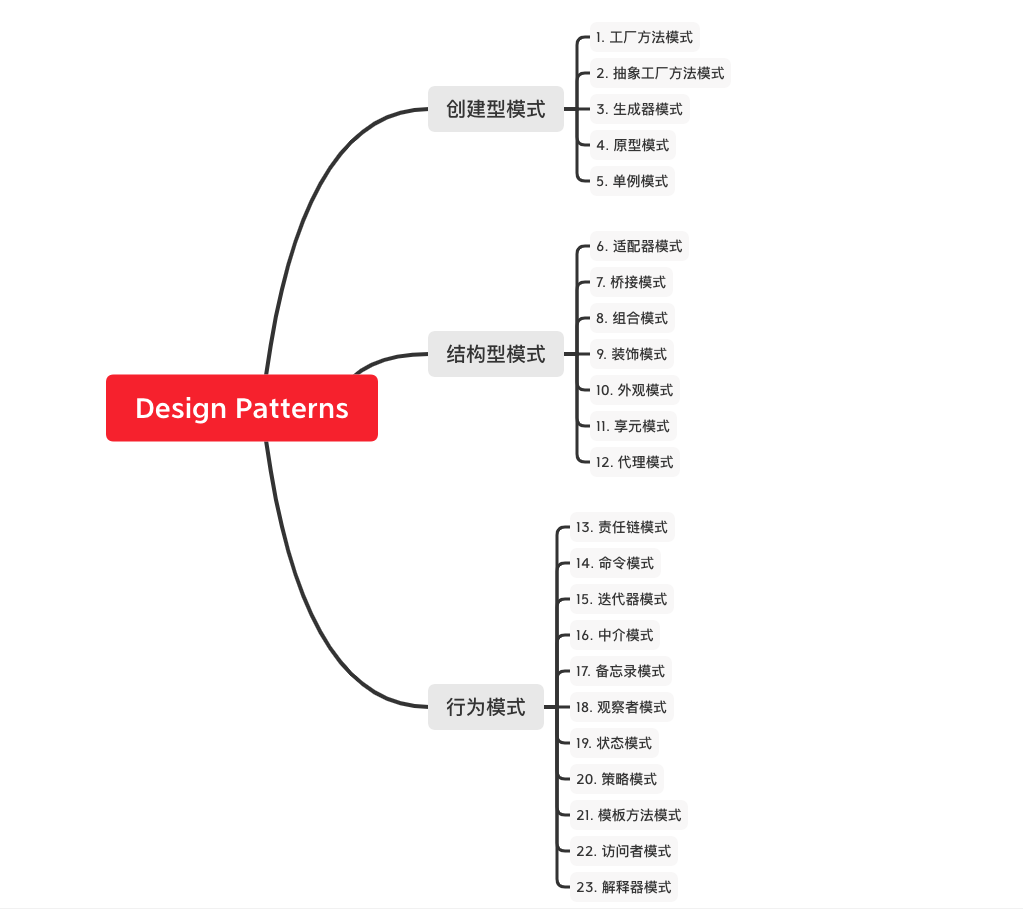 Design Patterns
创建型模式
1. 工厂方法模式
2. 抽象工厂方法模式
3. 生成器模式
4. 原型模式
5. 单例模式
结构型模式
6. 适配器模式
7. 桥接模式
8. 组合模式
9. 装饰模式
10. 外观模式
11. 享元模式
12. 代理模式
行为模式
13. 责任链模式
14. 命令模式
15. 迭代器模式
16. 中介模式
17. 备忘录模式
18. 观察者模式
19. 状态模式
20. 策略模式
21. 模板方法模式
22. 访问者模式
23. 解释器模式